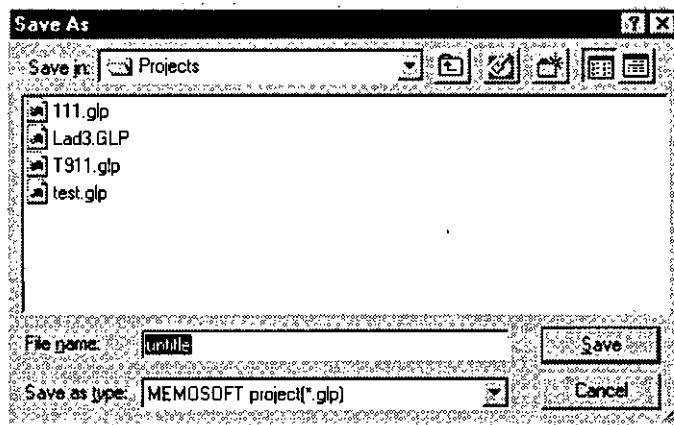 Save As
Save in: Projects
111.glp
Lad3.GLP
T911.glp
test.glp
File name: untitle Save
Save as type: MEMOSOFT project(*.glp) Cancel